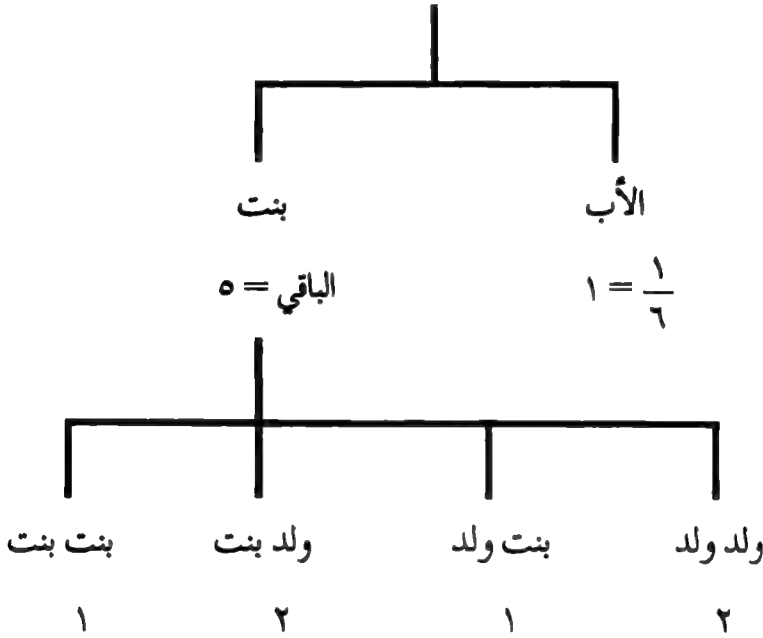 الأب بنت
١/٦ = ١ الباقي = ٥
ولد ولد بنت ولد ولد بنت بنت بنت
٢ ١ ٢ ١